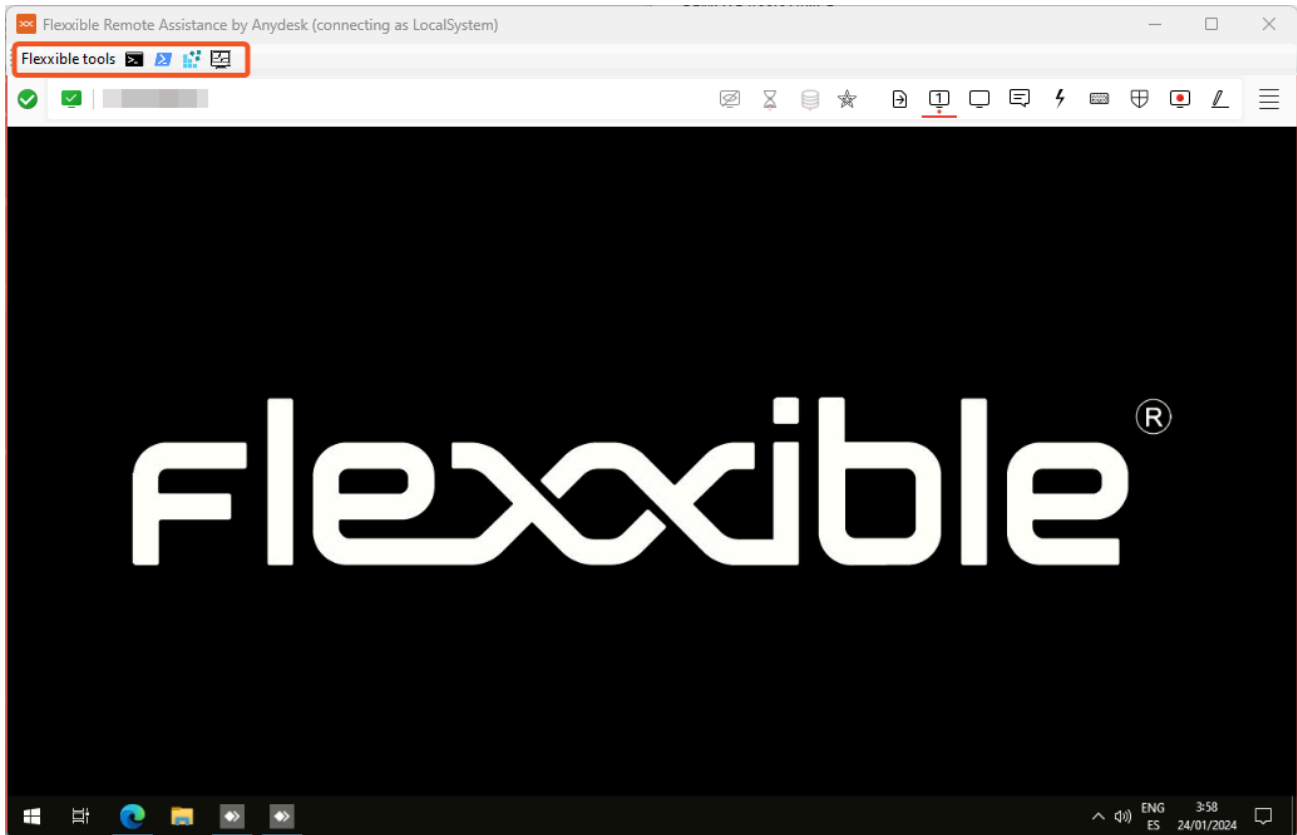 Flexxible Remote Assistance by Anydesk (connecting as LocalSystem)
Flexxible tools
1
Flexxible ®
ENG
ES
3:58
24/01/2024